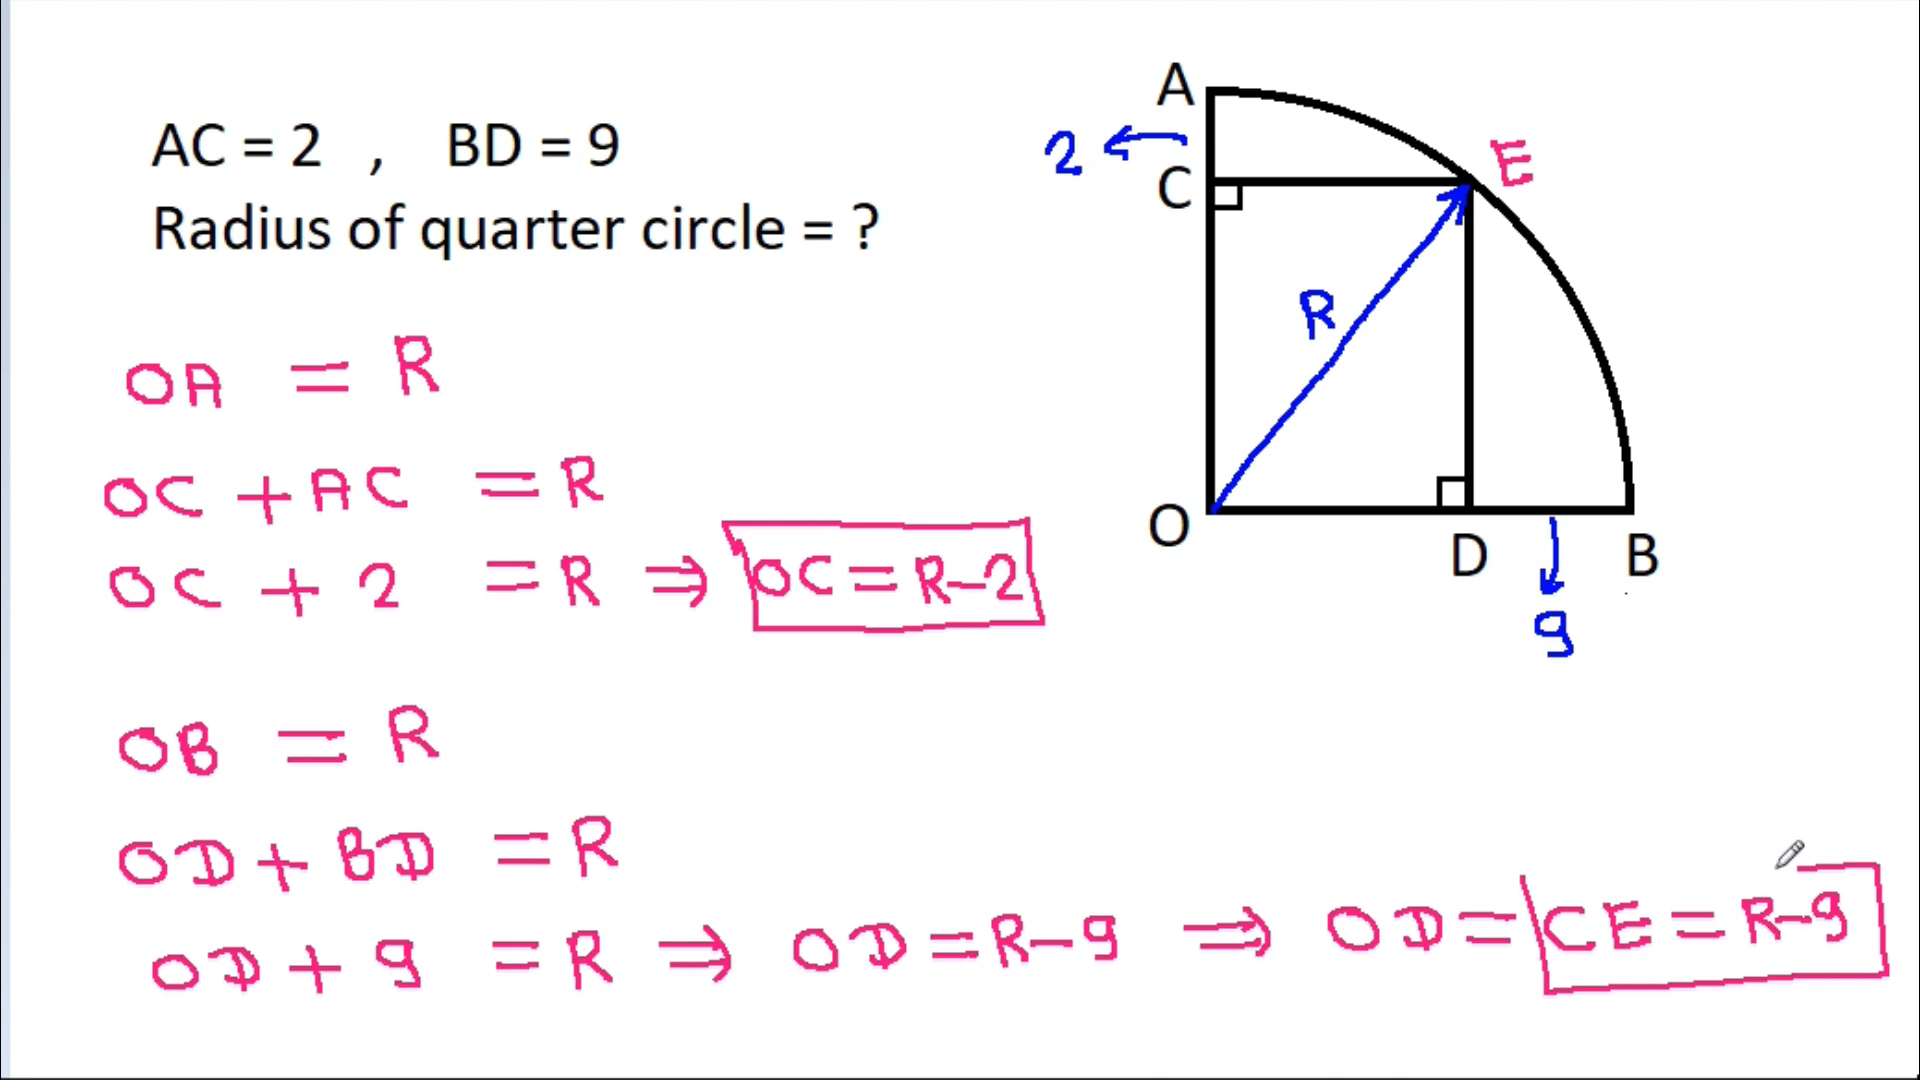 AC = 2 , BD = 9
Radius of quarter circle = ?
A
2
C
E
R
O
D
B
9
OA = R
OC + AC = R
OC + 2 = R ⇒ OC = R-2
OB = R
OD + BD = R
OD + 9 = R ⇒ OD = R-9 ⇒ OD = CE = R-9